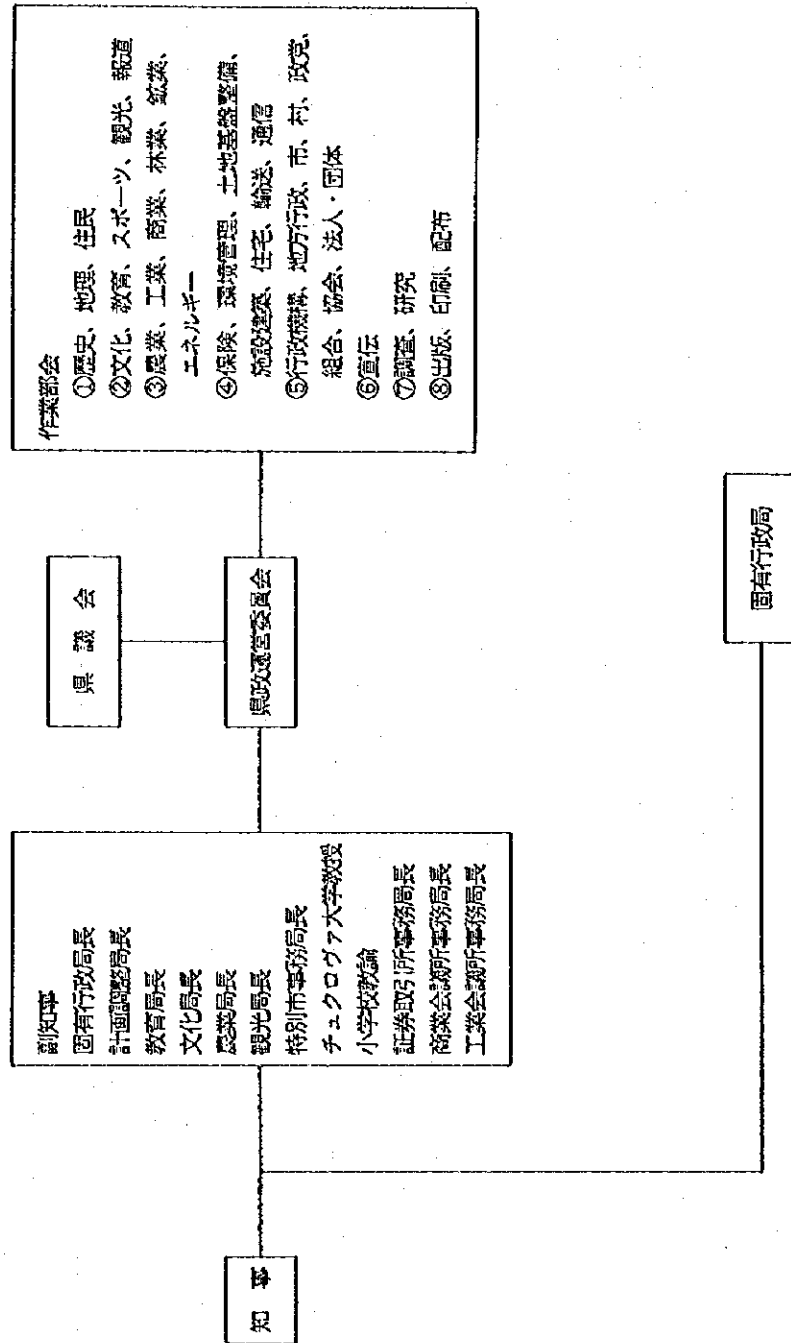 知事
副知事
固有行政局長
計画調整局長
教育局長
文化局長
農業局長
観光局長
特別市事務局長
チュクロヴァ大学教授
小学校教諭
証券取引所事務局長
商業会議所事務局長
工業会議所事務局長
県議会
県政運営委員会
作業部会
①歴史、地理、住民
②文化、教育、スポーツ、観光、報道
③農業、工業、商業、林業、鉱業、
エネルギー
④保険、環境管理、土地基盤整備、
施設建築、住宅、輸送、通信
⑤行政機構、地方行政、市、村、政党、
組合、協会、法人・団体
⑥宣伝
⑦調査、研究
⑧出版、印刷、配布
固有行政局